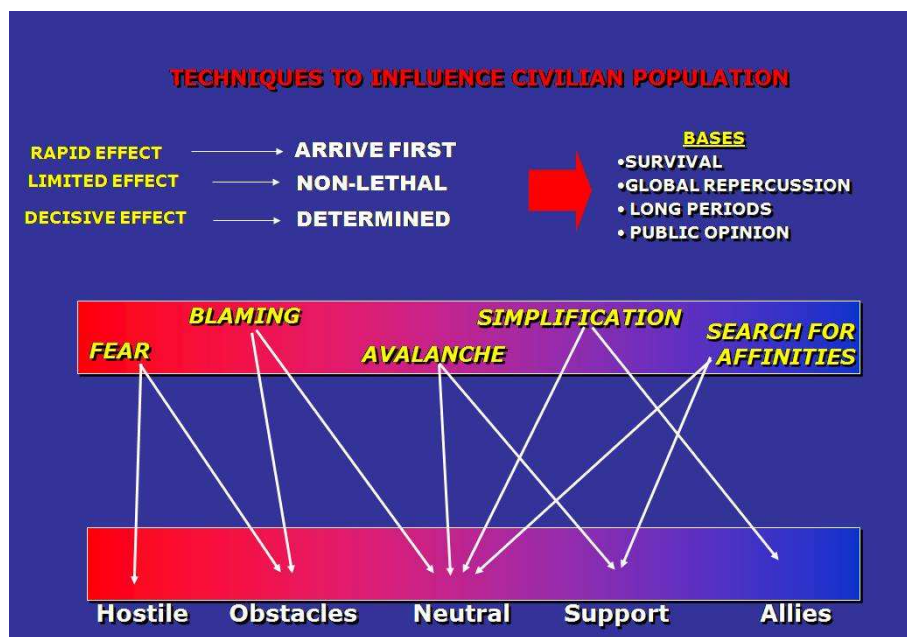 TECHNIQUES TO INFLUENCE CIVILIAN POPULATION
RAPID EFFECT
ARRIVE FIRST
LIMITED EFFECT
NON-LETHAL
DECISIVE EFFECT
DETERMINED
BASES
•SURVIVAL
•GLOBAL REPERCUSSION
• LONG PERIODS
• PUBLIC OPINION
FEAR
BLAMING
AVALANCHE
SIMPLIFICATION
SEARCH FOR
AFFINITIES
Hostile
Obstacles
Neutral
Support
Allies